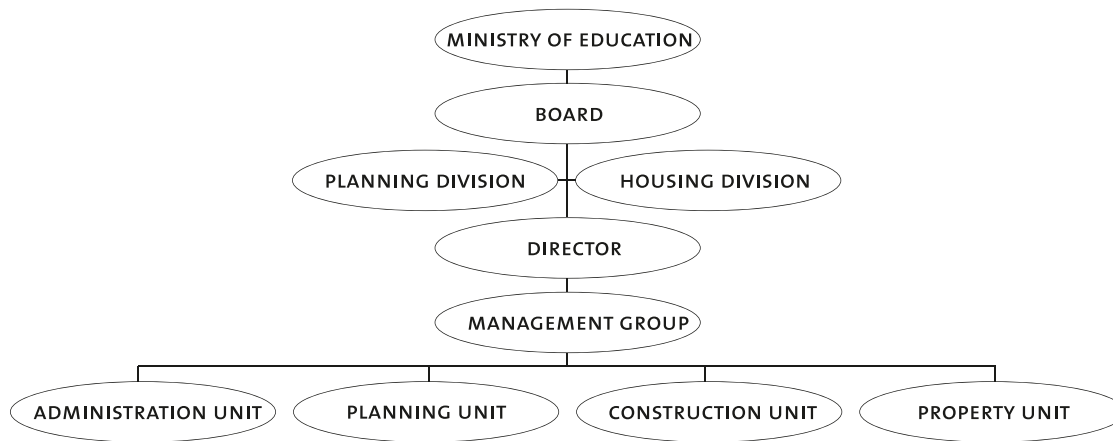 MINISTRY OF EDUCATION
BOARD
PLANNING DIVISION
HOUSING DIVISION
DIRECTOR
MANAGEMENT GROUP
ADMINISTRATION UNIT
PLANNING UNIT
CONSTRUCTION UNIT
PROPERTY UNIT